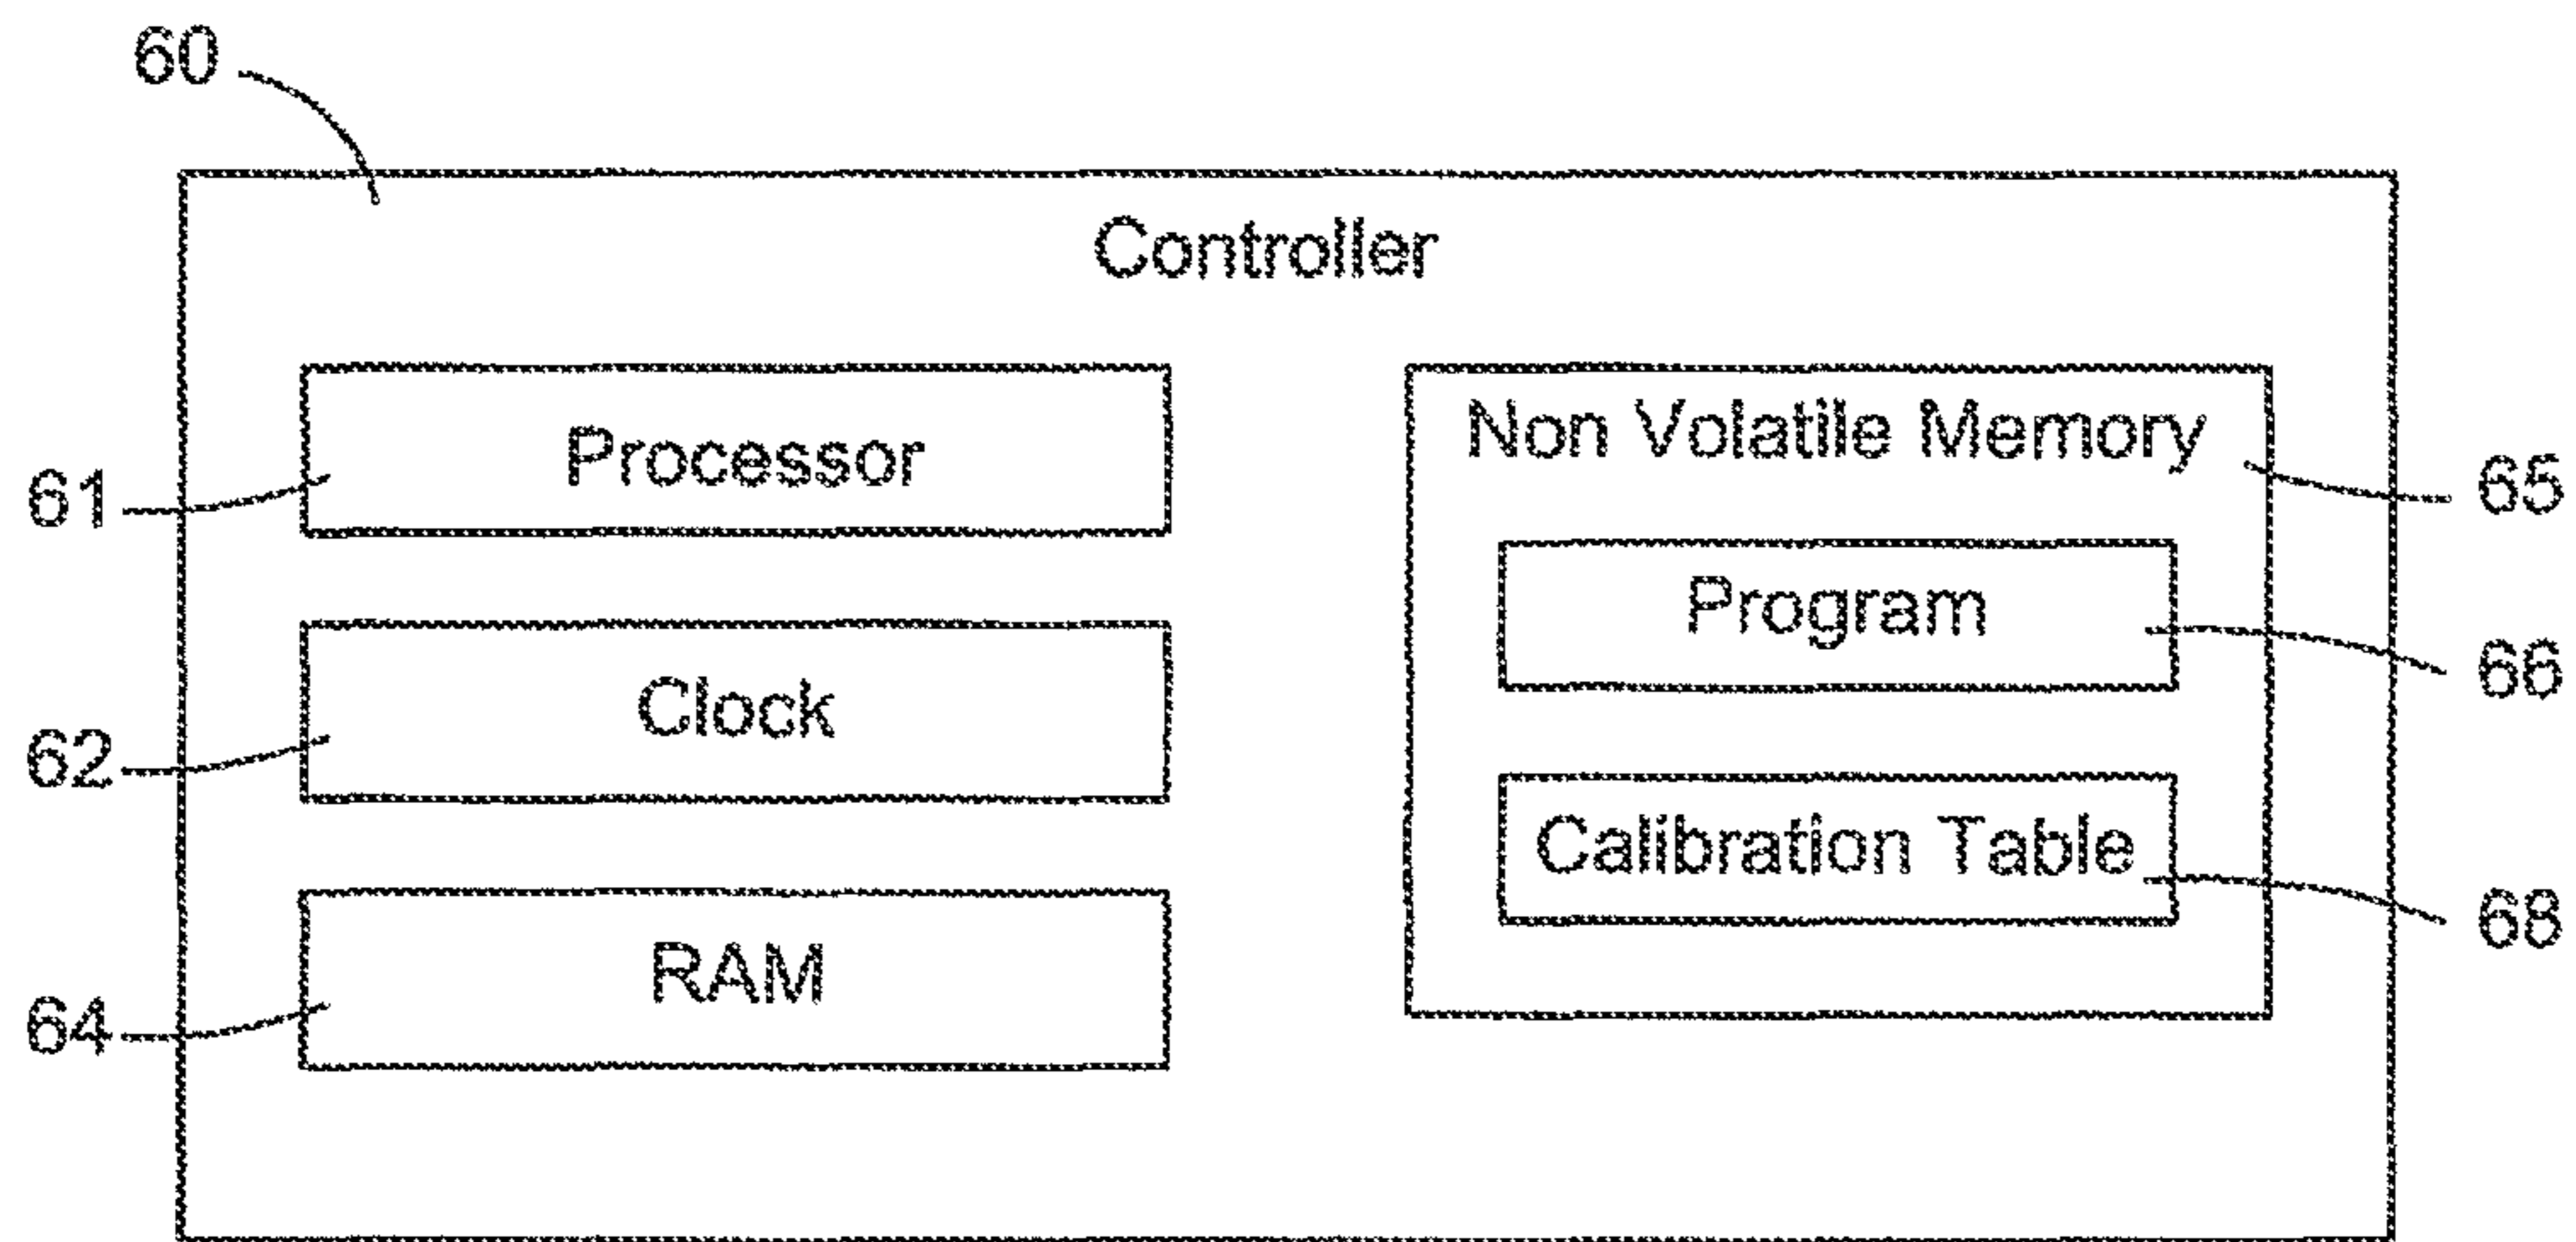 60
Controller
Processor
61
Clock
62
RAM
64
Non Volatile Memory
65
Program
66
Calibration Table
68